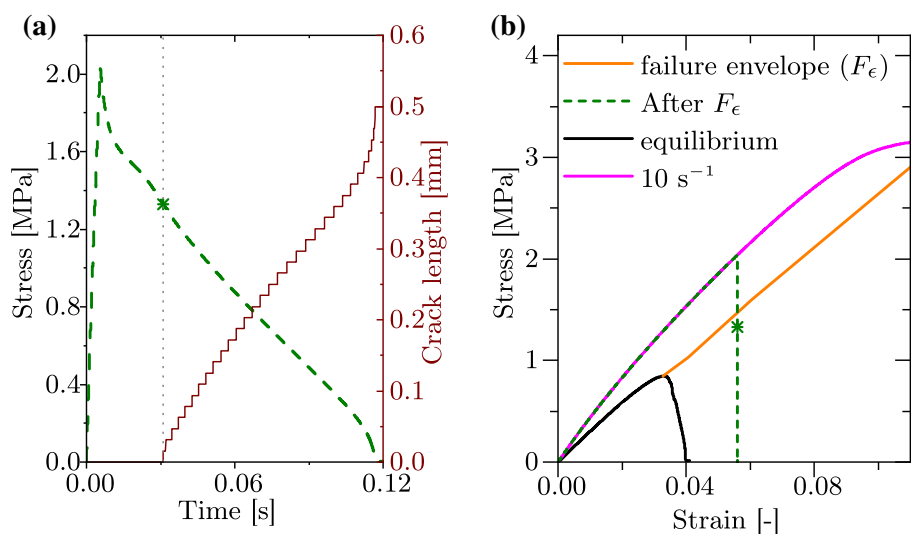 (a)
Stress [MPa]
2.0
1.6
1.2
0.8
0.4
0.0
0.00
0.06
0.12
Time [s]
0.6
0.5
0.4
0.3
0.2
0.1
0.0
Crack length [mm]
(b)
Stress [MPa]
4
3
2
1
0
0.00
0.04
0.08
Strain [-]
failure envelope (Fϵ)
After Fϵ
equilibrium
10 s⁻¹